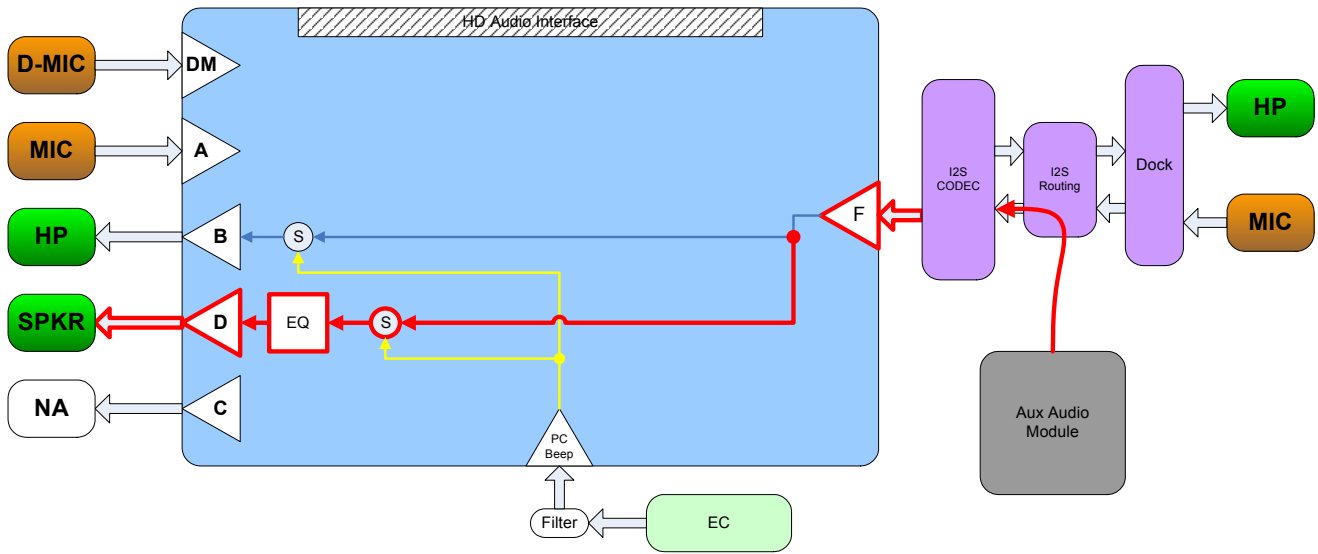 HD Audio Interface
D-MIC
DM
MIC
A
HP
B
S
SPKR
D
EQ
S
NA
C
PC
Beep
Filter
EC
F
I2S
CODEC
I2S
Routing
Dock
HP
MIC
Aux Audio
Module